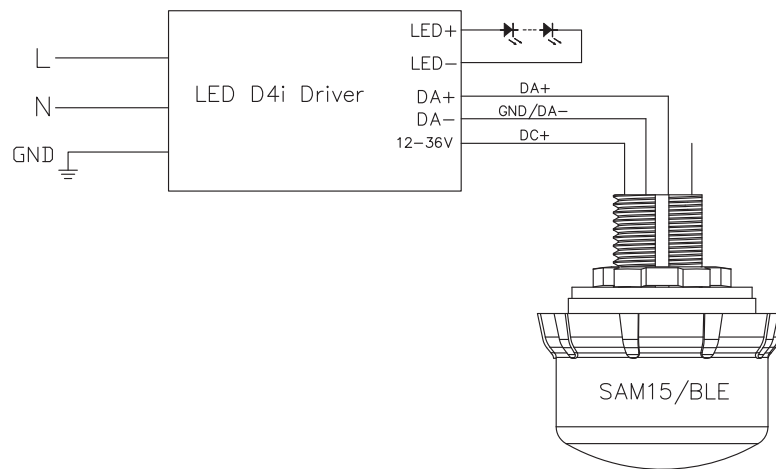 LED+
L
LED-
LED D4i Driver
DA+
DA+
N
GND/DA-
DA-
12-36V
DC+
GND
SAM15/BLE